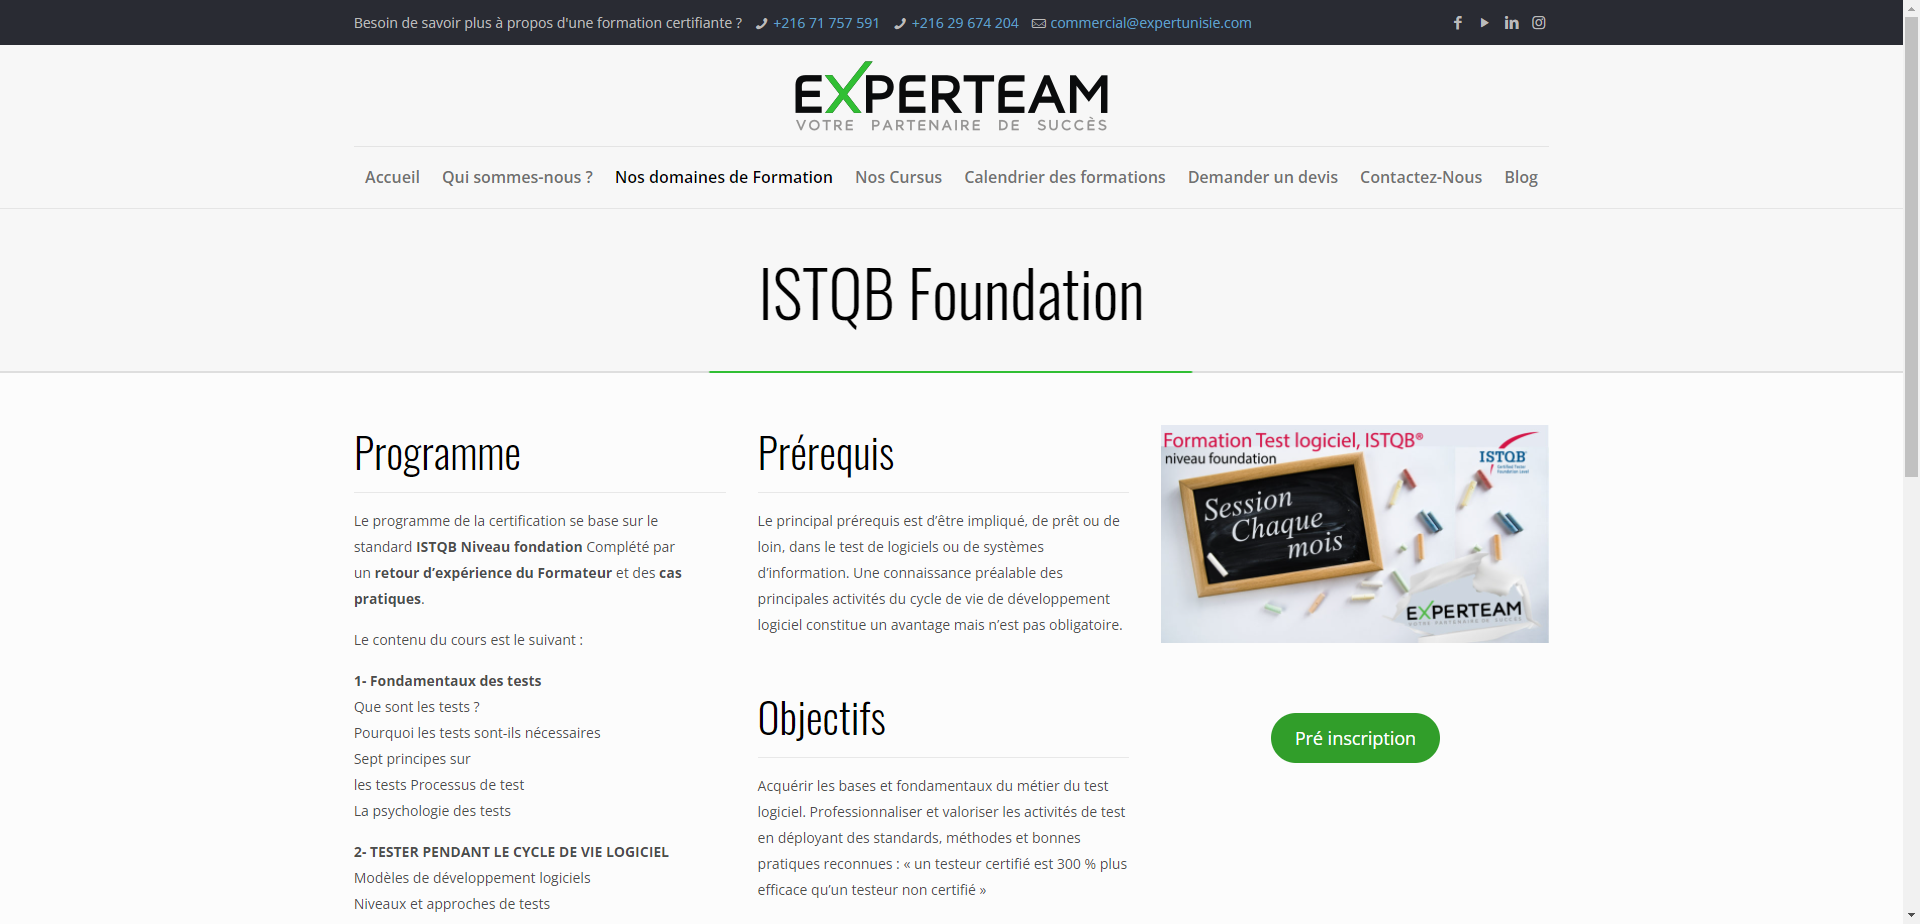 Besoin de savoir plus à propos d'une formation certifiante ? +216 71 757 591 +216 29 674 204 commercial@expertunisie.com
EXPERTEAM
VOTRE PARTENAIRE DE SUCCÈS
Accueil Qui sommes-nous ? Nos domaines de Formation Nos Cursus Calendrier des formations Demander un devis Contactez-Nous Blog
ISTQB Foundation
Programme
Le programme de la certification se base sur le
standard ISTQB Niveau fondation Complété par
un retour d’expérience du Formateur et des cas
pratiques.
Le contenu du cours est le suivant :
1- Fondamentaux des tests
Que sont les tests ?
Pourquoi les tests sont-ils nécessaires
Sept principes sur
les tests Processus de test
La psychologie des tests
2- TESTER PENDANT LE CYCLE DE VIE LOGICIEL
Modèles de développement logiciels
Niveaux et approches de tests
Prérequis
Le principal prérequis est d’être impliqué, de prêt ou de
loin, dans le test de logiciels ou de systèmes
d’information. Une connaissance préalable des
principales activités du cycle de vie de développement
logiciel constitue un avantage mais n’est pas obligatoire.
Objectifs
Acquérir les bases et fondamentaux du métier du test
logiciel. Professionnaliser et valoriser les activités de test
en déployant des standards, méthodes et bonnes
pratiques reconnues : « un testeur certifié est 300 % plus
efficace qu’un testeur non certifié »
Formation Test logiciel, ISTQB®
niveau foundation
ISTQB
Certified Tester
Foundation Level
Session
Chaque
mois
EXPERTEAM
VOTRE PARTENAIRE DE SUCCÈS
Pré inscription